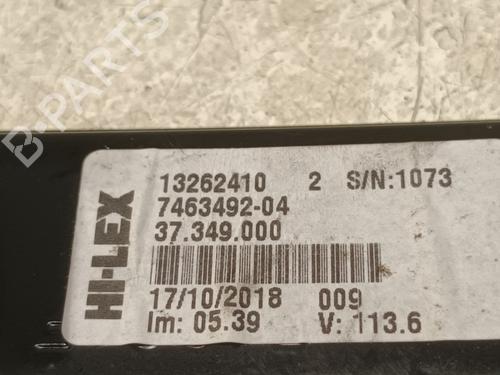 HI-LEX
13262410 2 S/N:1073
7463492-04
37.349.000
17/10/2018 009
Im: 05.39 V: 113.6
B-PARTS